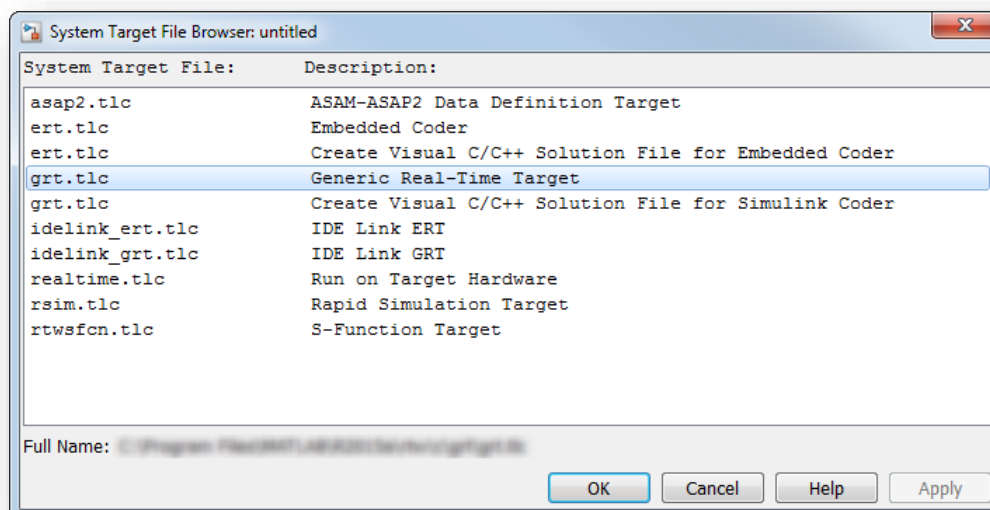 System Target File Browser: untitled
System Target File: Description:
asap2.tlc ASAM-ASAP2 Data Definition Target
ert.tlc Embedded Coder
ert.tlc Create Visual C/C++ Solution File for Embedded Coder
grt.tlc Generic Real-Time Target
grt.tlc Create Visual C/C++ Solution File for Simulink Coder
idelink_ert.tlc IDE Link ERT
idelink_grt.tlc IDE Link GRT
realtime.tlc Run on Target Hardware
rsim.tlc Rapid Simulation Target
rtwsfcn.tlc S-Function Target
Full Name:
OK Cancel Help Apply